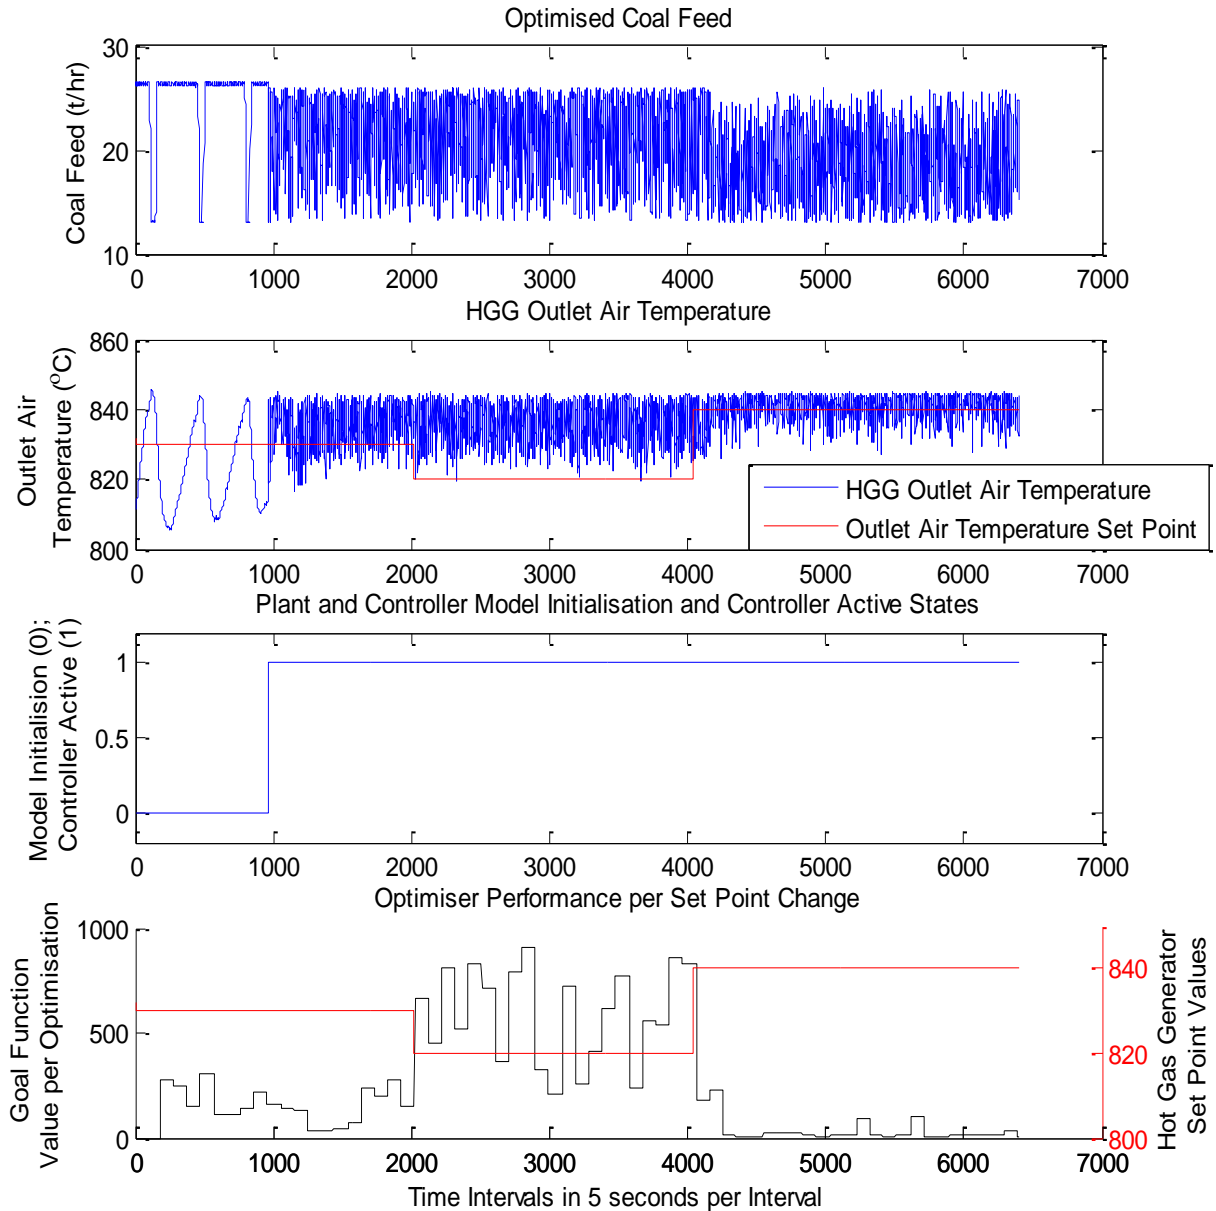 Optimised Coal Feed
30
20
10
Coal Feed (t/hr)
0 1000 2000 3000 4000 5000 6000 7000
HGG Outlet Air Temperature
860
840
820
800
Outlet Air
Temperature (ºC)
HGG Outlet Air Temperature
Outlet Air Temperature Set Point
0 1000 2000 3000 4000 5000 6000 7000
Plant and Controller Model Initialisation and Controller Active States
1
0.5
0
Model Initialision (0);
Controller Active (1)
0 1000 2000 3000 4000 5000 6000 7000
Optimiser Performance per Set Point Change
1000
500
0
Goal Function
Value per Optimisation
840
820
800
Hot Gas Generator
Set Point Values
0 1000 2000 3000 4000 5000 6000 7000
Time Intervals in 5 seconds per Interval